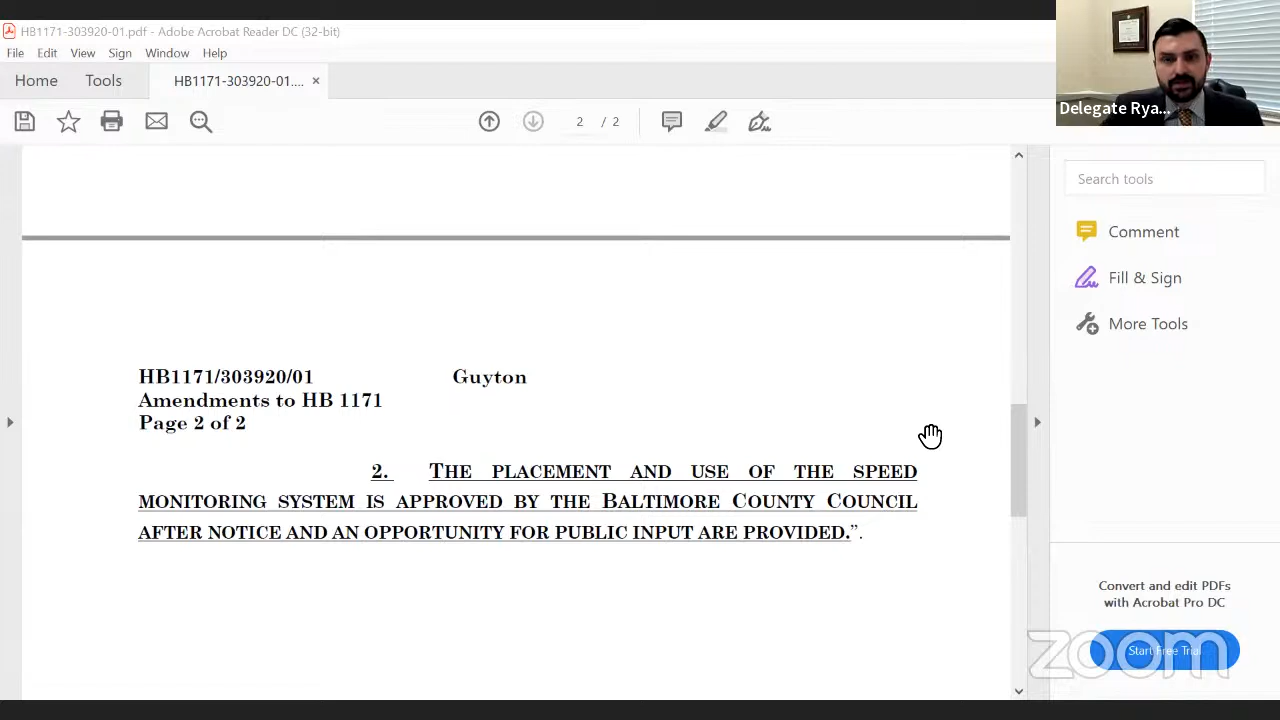 HB1171-303920-01.pdf - Adobe Acrobat Reader DC (32-bit)
File Edit View Sign Window Help
Home Tools HB1171-303920-01.... ×
2 / 2
Delegate Rya...
Search tools
Comment
Fill & Sign
More Tools
HB1171/303920/01 Guyton
Amendments to HB 1171
Page 2 of 2
2. THE PLACEMENT AND USE OF THE SPEED
MONITORING SYSTEM IS APPROVED BY THE BALTIMORE COUNTY COUNCIL
AFTER NOTICE AND AN OPPORTUNITY FOR PUBLIC INPUT ARE PROVIDED.”.
Convert and edit PDFs
with Acrobat Pro DC
Start Free Trial
zoom